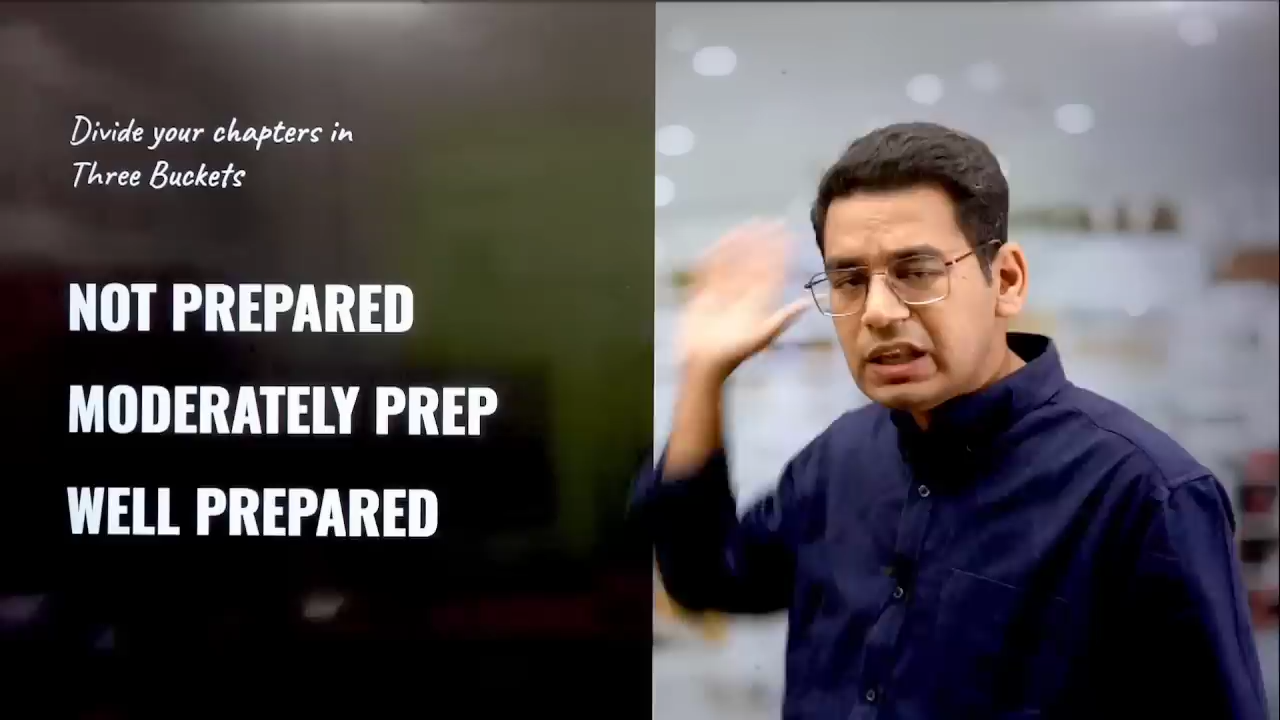 Divide your chapters in
Three Buckets
NOT PREPARED
MODERATELY PREP
WELL PREPARED